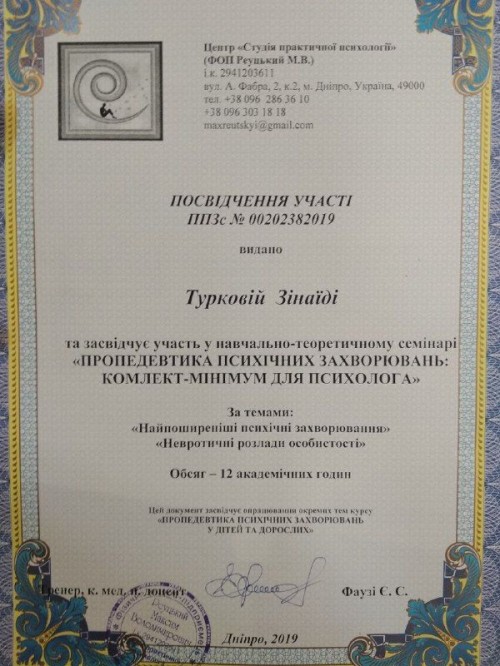 Центр «Студія практичної психології»
(ФОП Реуцький М.В.)
і.к. 2941203611
вул. А. Фабра, 2, к.2, м. Дніпро, Україна, 49000
тел. +38 096 286 36 10
+38 096 303 18 18
maxreutskyi@gmail.com
ПОСВІДЧЕННЯ УЧАСТІ
ППЗс № 00202382019
видано
Турковій Зінаїді
та засвідчує участь у навчально-теоретичному семінарі
«ПРОПЕДЕВТИКА ПСИХІЧНИХ ЗАХВОРЮВАНЬ:
КОМЛЕКТ-МІНІМУМ ДЛЯ ПСИХОЛОГА»
За темами:
«Найпоширеніші психічні захворювання»
«Невротичні розлади особистості»
Обсяг – 12 академічних годин
Цей документ засвідчує опрацювання окремих тем курсу
«ПРОПЕДЕВТИКА ПСИХІЧНИХ ЗАХВОРЮВАНЬ
У ДІТЕЙ ТА ДОРОСЛИХ»
Тренер, к. мед. н. доцент Фаузі Є. С.
Реуцький
Максим
Володимирович
Дніпро, 2019